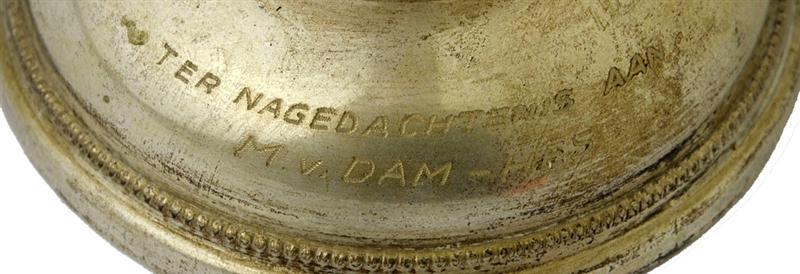 TER NAGEDACHTENIS AAN
M.v. DAM –